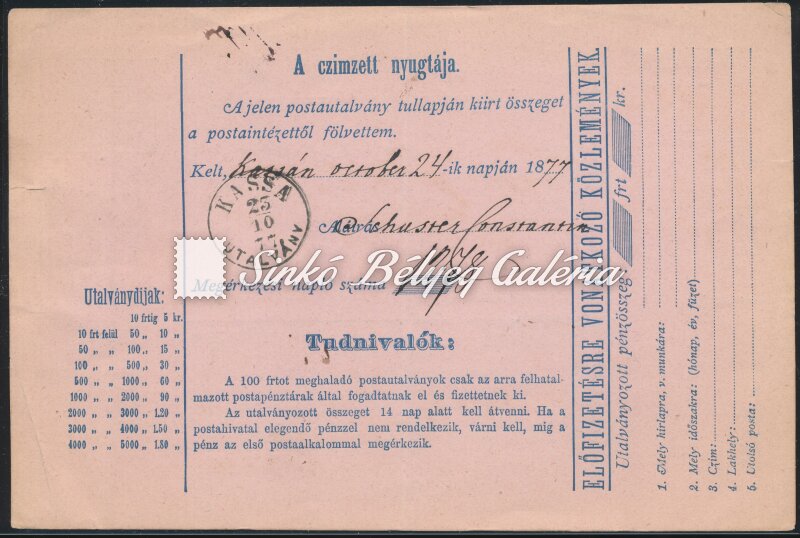 A czimzett nyugtája.
A jelen postautalvány tullapján kiirt összeget
a postaintézettől fölvettem.
Kelt, Kassán october 24-ik napján 1877
KASSA
23
10
77
UTALVÁNY
Schuster Constantin
Megérkezési napló száma
Sinkó Bélyeg Galéria
Utalványdijak:
10 frtig 5 kr.
10 frt felül 50 „ 10 „
50 „ „ 100 „ 15 „
100 „ „ 500 „ 30 „
500 „ „ 1000 „ 60 „
1000 „ „ 2000 „ 90 „
2000 „ „ 3000 „ 1.20 „
3000 „ „ 4000 „ 1.50 „
4000 „ „ 5000 „ 1.80 „
Tudnivalók:
A 100 frtot meghaladó postautalványok csak az arra felhatal-
mazott postapénztárak által fogadtatnak el és fizettetnek ki.
Az utalványozott összeget 14 nap alatt kell átvenni. Ha a
postahivatal elegendő pénzzel nem rendelkezik, várni kell, mig a
pénz az első postaalkalommal megérkezik.
ELŐFIZETÉSRE VONATKOZÓ KÖZLEMÉNYEK
Utalványozott pénzösszeg: frt kr.
1. Mely hirlapra, v. munkára:
2. Mely időszakra: (hónap, év, füzet)
3. Czim:
4. Lakhely:
5. Utolsó posta: